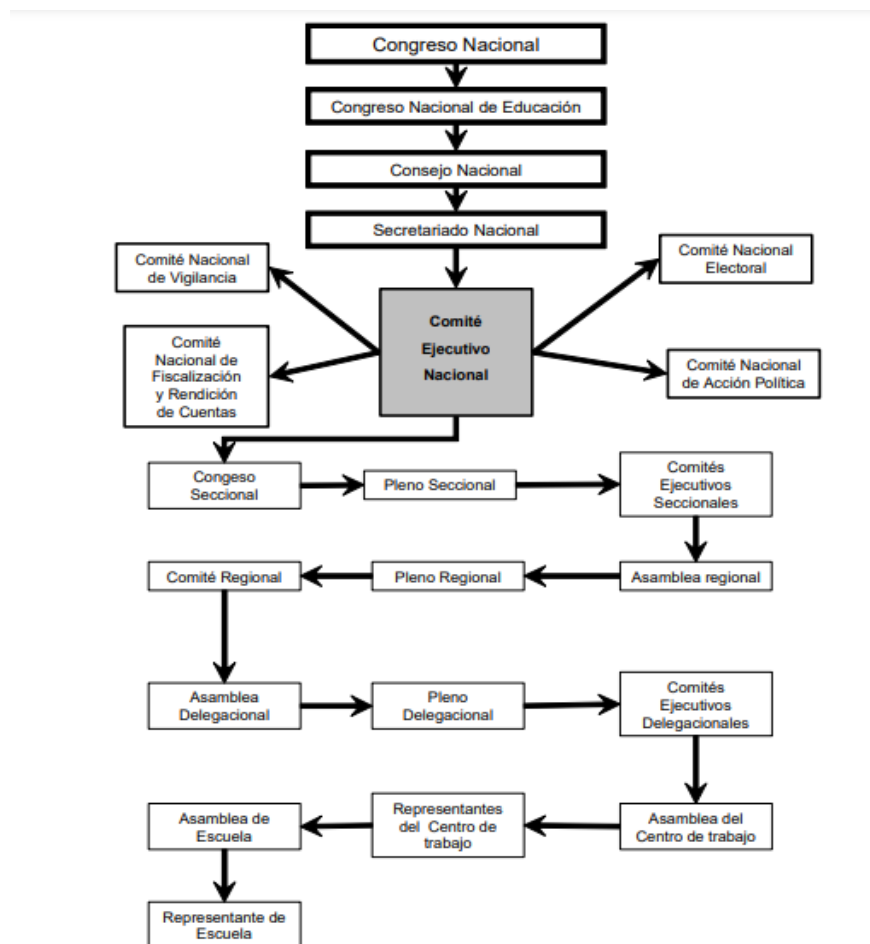 Congreso Nacional
Congreso Nacional de Educación
Consejo Nacional
Secretariado Nacional
Comité Nacional
de Vigilancia
Comité Nacional
Electoral
Comité
Ejecutivo
Nacional
Comité
Nacional de
Fiscalización
y Rendición
de Cuentas
Comité Nacional
de Acción Política
Congeso
Seccional
Pleno Seccional
Comités
Ejecutivos
Seccionales
Asamblea regional
Pleno Regional
Comité Regional
Asamblea
Delegacional
Pleno
Delegacional
Comités
Ejecutivos
Delegacionales
Asamblea del
Centro de trabajo
Representantes
del Centro de
trabajo
Asamblea de
Escuela
Representante de
Escuela